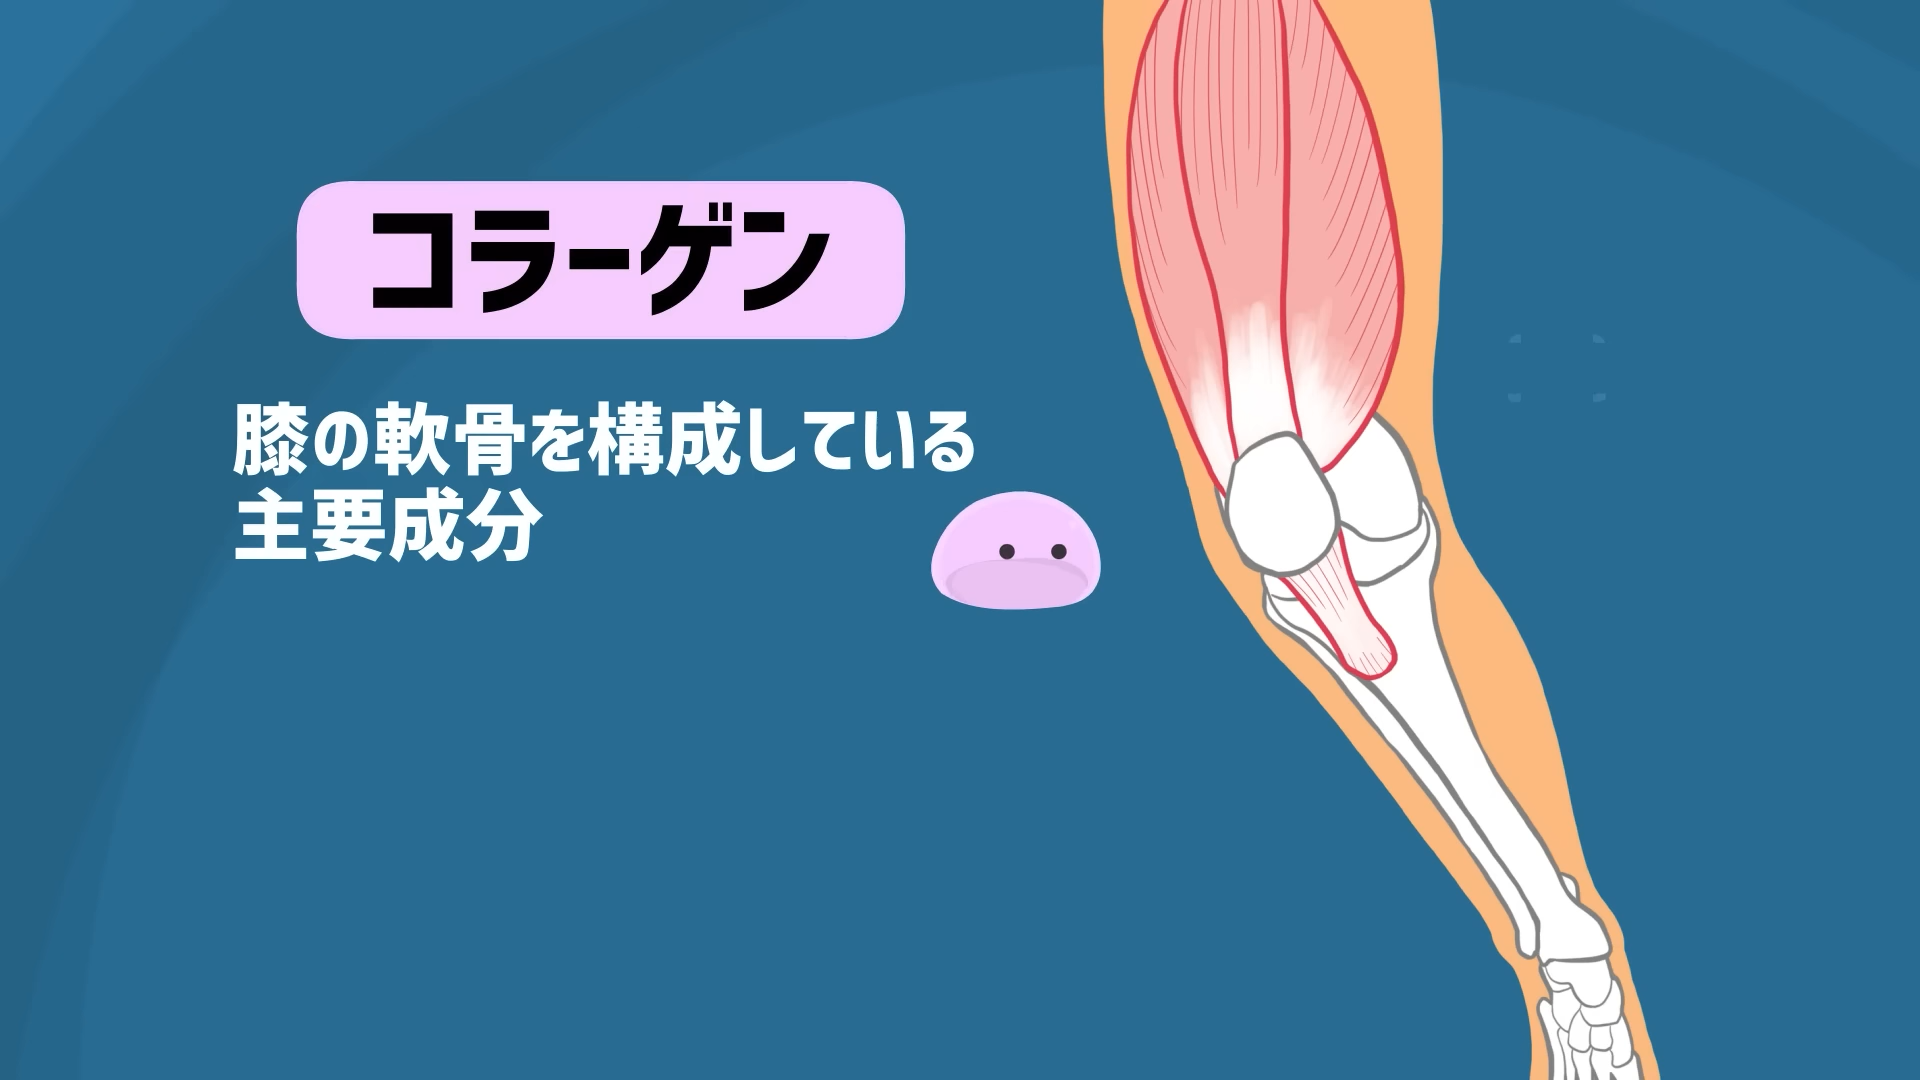 コラーゲン
膝の軟骨を構成している
主要成分